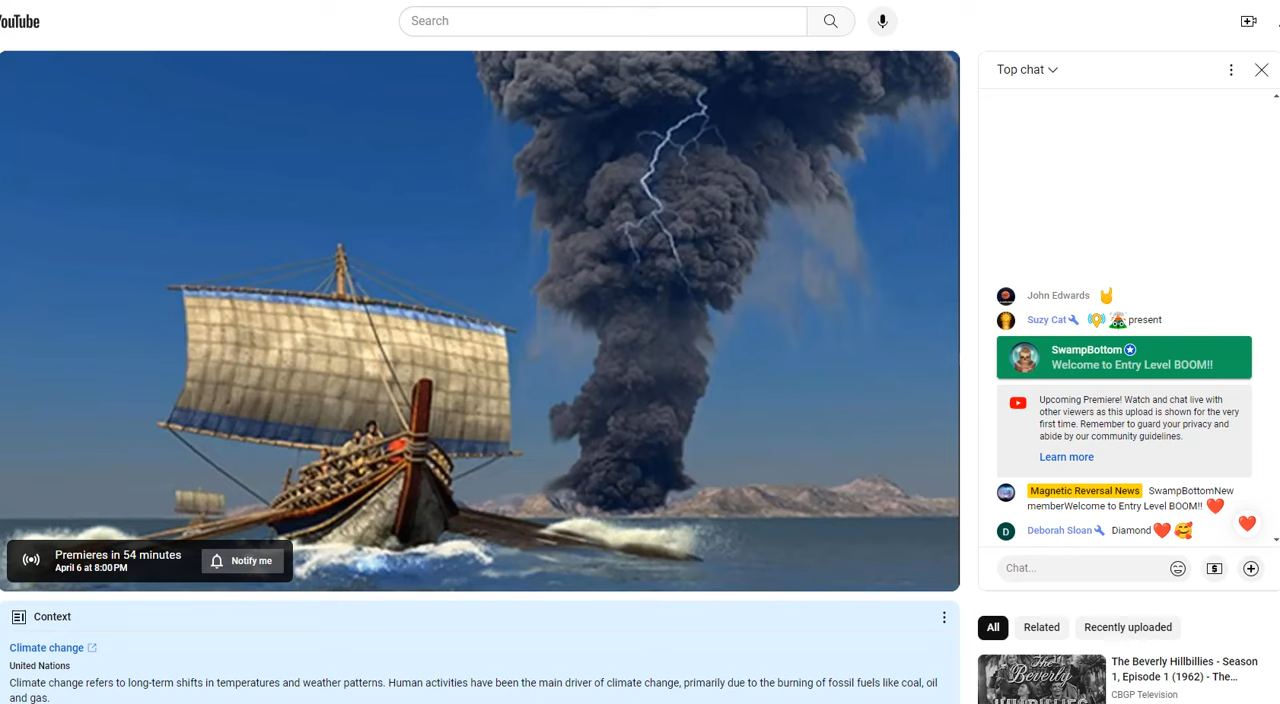 YouTube
Search
Top chat
John Edwards
Suzy Cat present
SwampBottom
Welcome to Entry Level BOOM!!
Upcoming Premiere! Watch and chat live with
other viewers as this upload is shown for the very
first time. Remember to guard your privacy and
abide by our community guidelines.
Learn more
Magnetic Reversal News SwampBottomNew
memberWelcome to Entry Level BOOM!!
D Deborah Sloan Diamond
Chat...
Premieres in 54 minutes
April 6 at 8:00 PM
Notify me
Context
Climate change
United Nations
Climate change refers to long-term shifts in temperatures and weather patterns. Human activities have been the main driver of climate change, primarily due to the burning of fossil fuels like coal, oil
and gas.
All Related Recently uploaded
The Beverly
The Beverly Hillbillies - Season
1, Episode 1 (1962) - The...
CBGP Television